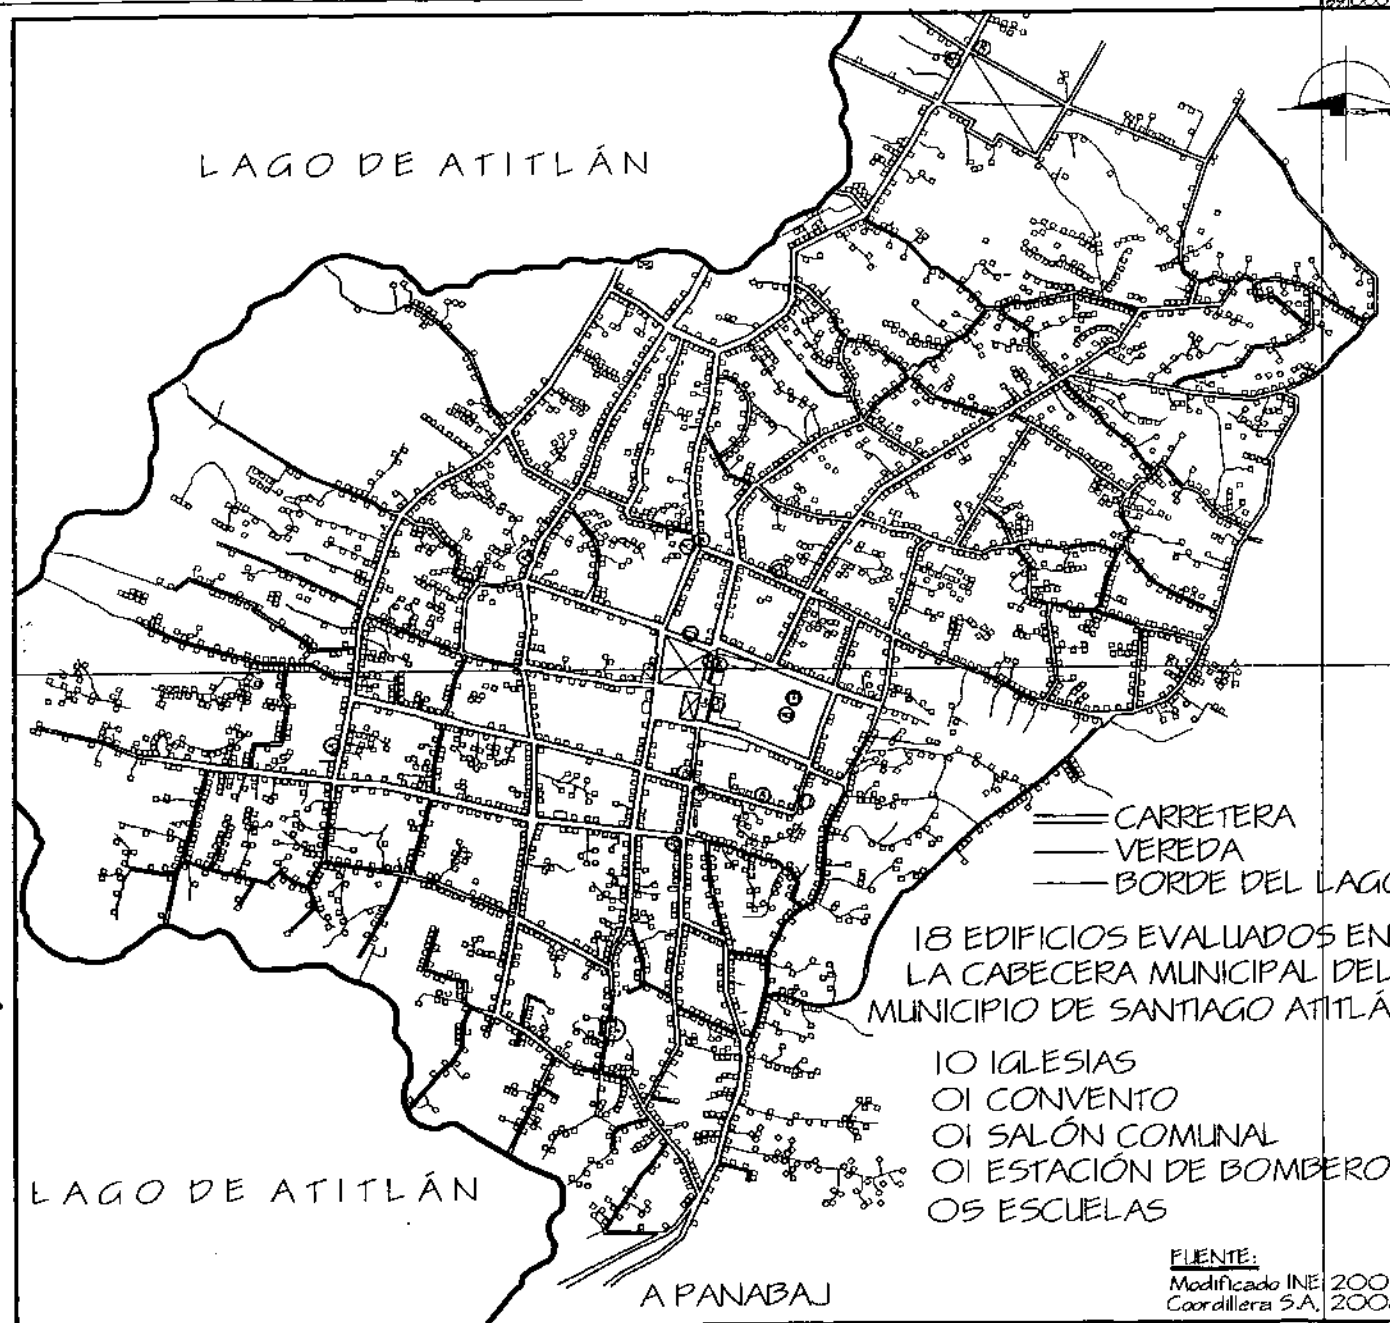 LAGO DE ATITLÁN
CARRETERA
VEREDA
BORDE DEL LAGO
18 EDIFICIOS EVALUADOS EN
LA CABECERA MUNICIPAL DEL
MUNICIPIO DE SANTIAGO ATITLÁ
10 IGLESIAS
01 CONVENTO
01 SALÓN COMUNAL
01 ESTACIÓN DE BOMBERO
05 ESCUELAS
LAGO DE ATITLÁN
A PANABAJ
FUENTE:
Modificado INE 200
Coordillera S.A. 200